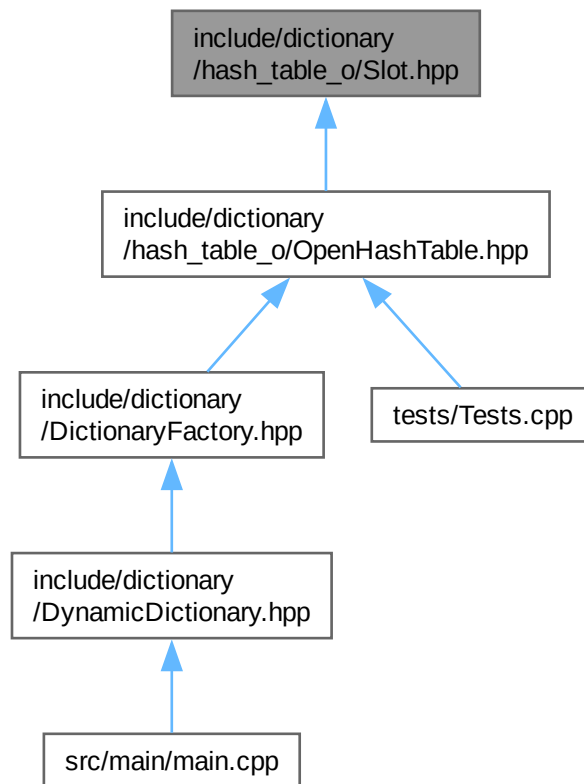 include/dictionary
/hash_table_o/Slot.hpp
include/dictionary
/hash_table_o/OpenHashTable.hpp
include/dictionary
/DictionaryFactory.hpp
tests/Tests.cpp
include/dictionary
/DynamicDictionary.hpp
src/main/main.cpp